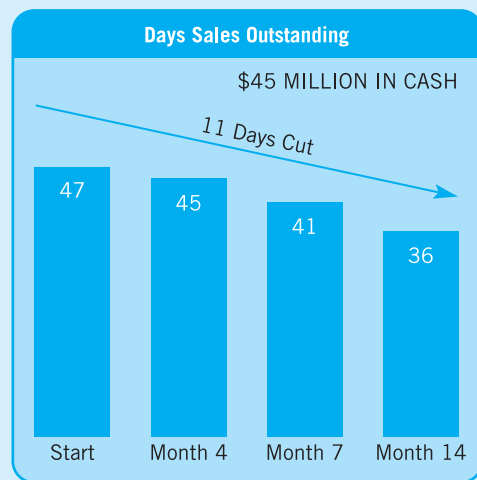 Days Sales Outstanding
$45 MILLION IN CASH
11 Days Cut
47
45
41
36
Start
Month 4
Month 7
Month 14